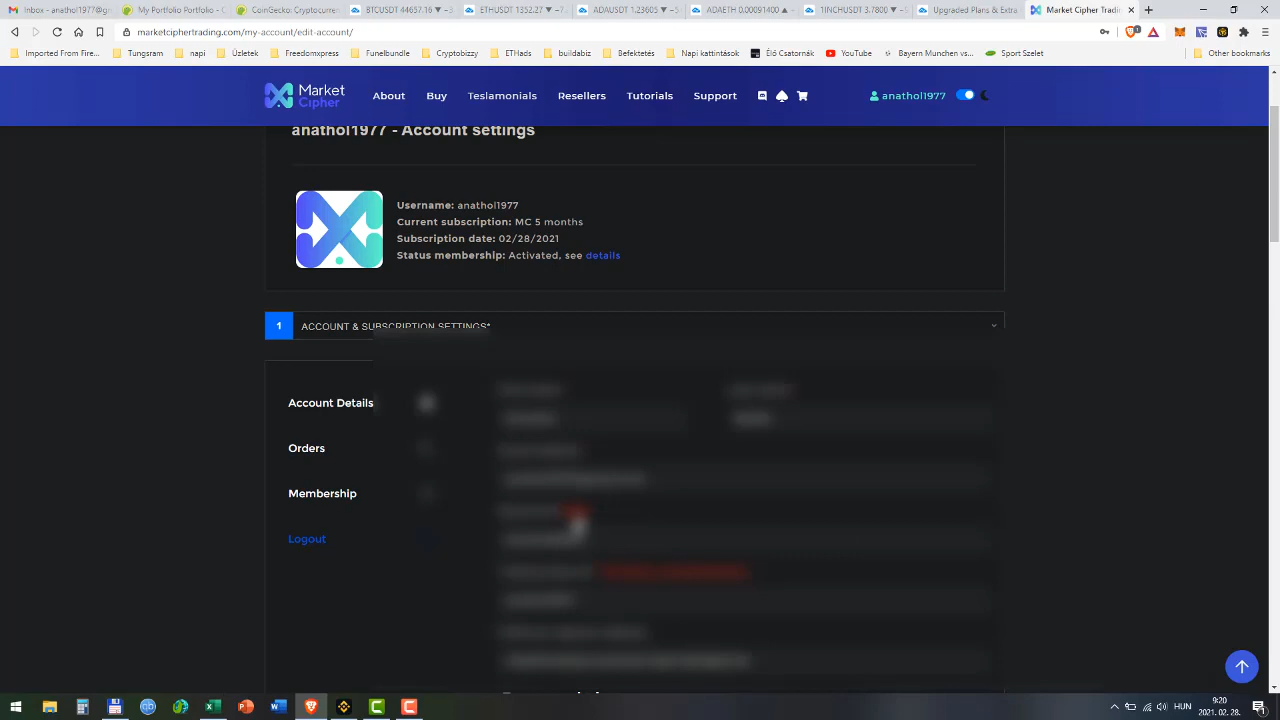 Inbox - anathol1977@g
My Portfolio Portfolio - C
CoinGecko: Cryptocurren
BTCUSDT 44657.16 ▼ −3
ETHUSDT 1352.27 ▼ −7
ADAUSDT 1.23605 ▼ −5
ADAETH 0.00091400 ▲
1INCHUSDT 3.7800 ▼
Upgraded Plans & Extra
Market Cipher Tradin
marketciphertrading.com/my-account/edit-account/
Imported From Fire... Tungsram napi Üzletek Freedomexpress Funelbundle Cryptobizzy ETHack buildabiz Befektetés Napi kattintások Élő Csatornák YouTube Bayern Munchen vs... Sport Szelet Other bookmarks
Market Cipher
About Buy Teslamonials Resellers Tutorials Support anathol1977
anathol1977 - Account settings
Username: anathol1977
Current subscription: MC 5 months
Subscription date: 02/28/2021
Status membership: Activated, see details
1 ACCOUNT & SUBSCRIPTION SETTINGS*
Account Details
Orders
Membership
Logout
HUN
9:20
2021. 02. 28.